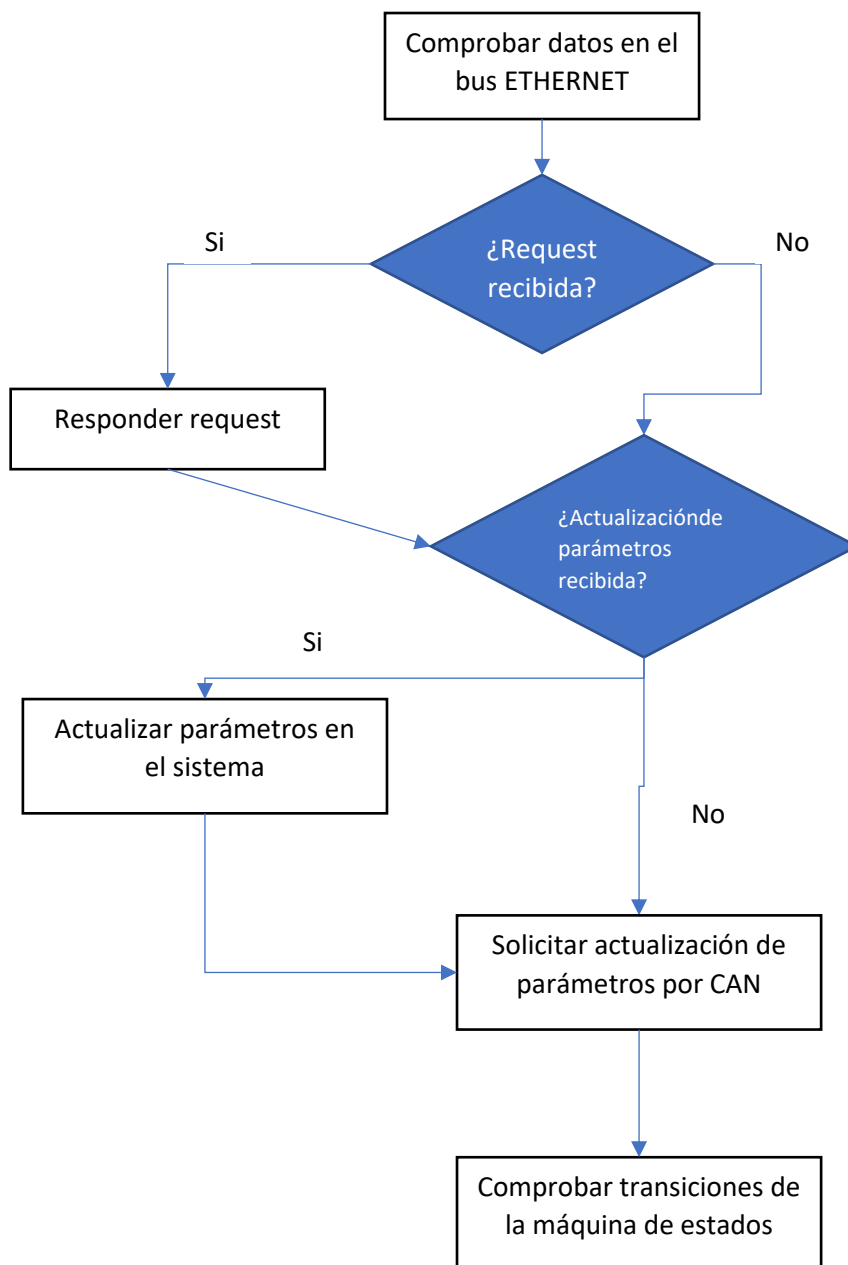 Comprobar datos en el
bus ETHERNET
Si
¿Request
recibida?
No
Responder request
¿Actualizaciónde
parámetros
recibida?
Si
Actualizar parámetros en
el sistema
No
Solicitar actualización de
parámetros por CAN
Comprobar transiciones de
la máquina de estados